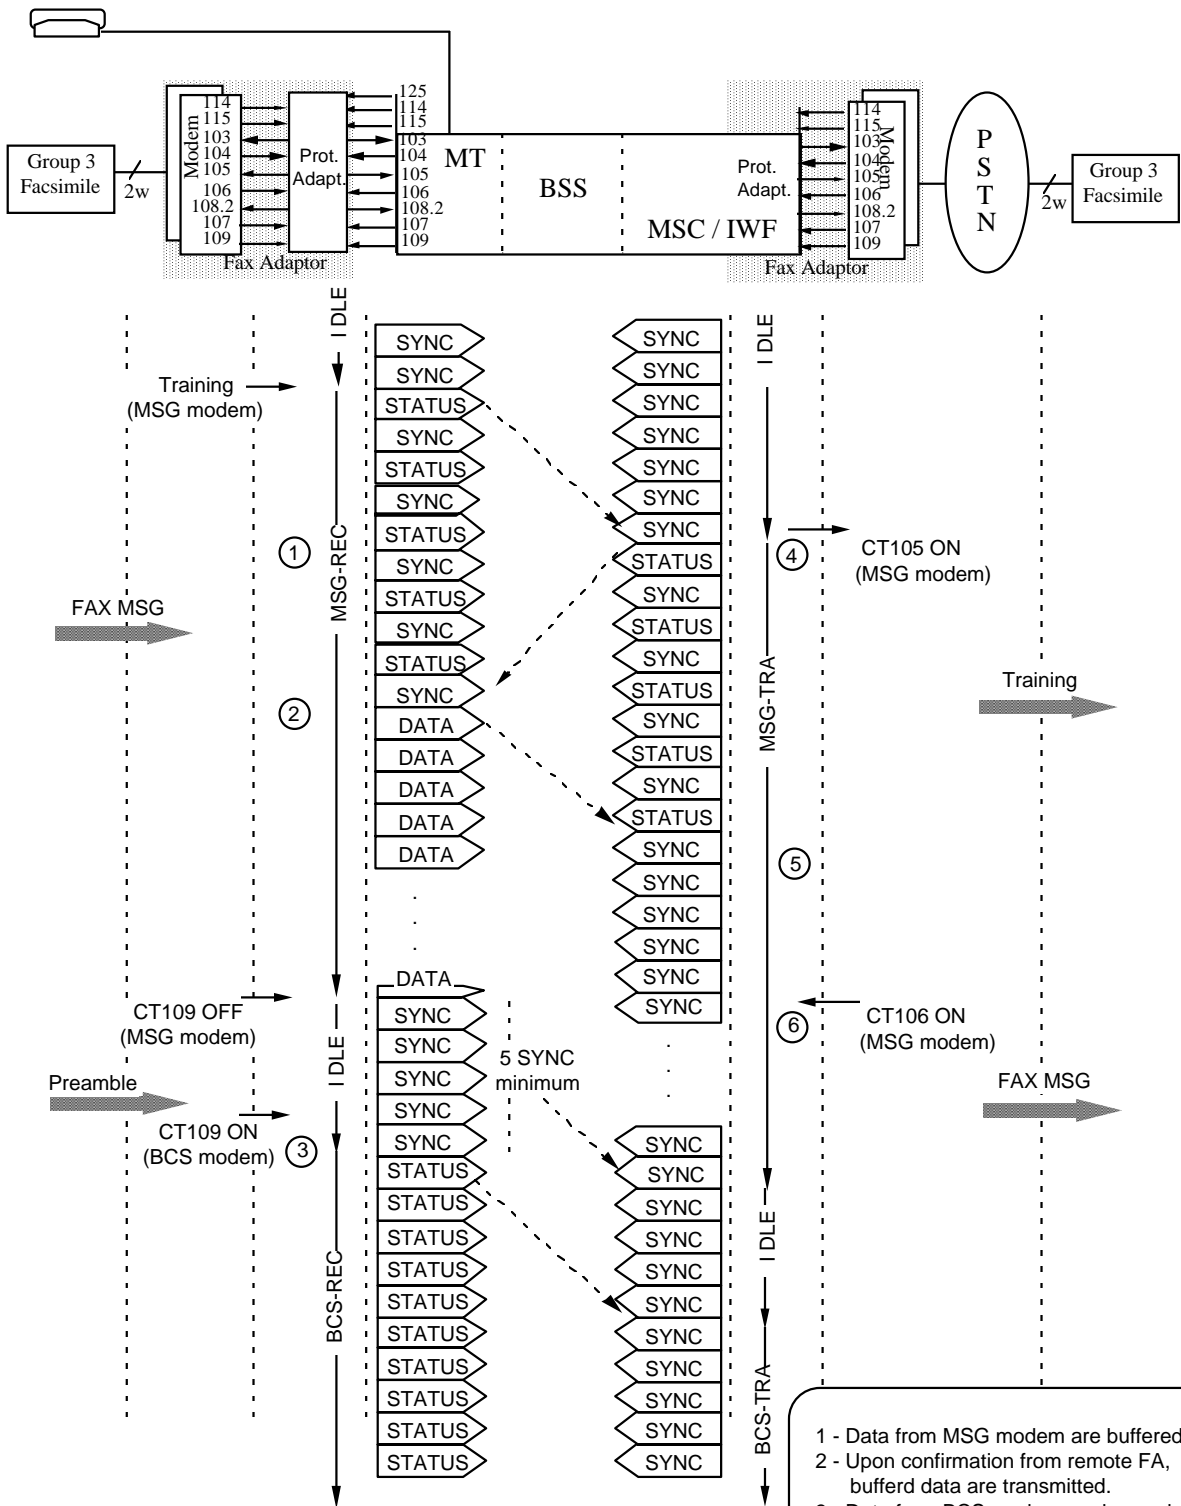 114
115
103
104
105
106
108.2
107
109
Modem
Prot.
Adapt.
125
114
115
103
104
105
106
108.2
107
109
MT
BSS
MSC / IWF
Prot.
Adapt.
114
115
103
104
105
106
108.2
107
109
Modem
P
S
T
N
Group 3
Facsimile
2w
2w
Group 3
Facsimile
Fax Adaptor
Fax Adaptor
I DLE
Training
(MSG modem)
MSG-REC
1
FAX MSG
2
CT109 OFF
(MSG modem)
I DLE
Preamble
CT109 ON
(BCS modem)
3
BCS-REC
SYNC
SYNC
STATUS
SYNC
STATUS
SYNC
STATUS
SYNC
STATUS
SYNC
STATUS
SYNC
DATA
DATA
DATA
DATA
DATA
.
.
.
DATA
SYNC
SYNC
SYNC
SYNC
SYNC
STATUS
STATUS
STATUS
STATUS
STATUS
STATUS
STATUS
STATUS
STATUS
STATUS
5 SYNC
minimum
SYNC
SYNC
SYNC
SYNC
SYNC
SYNC
SYNC
STATUS
SYNC
STATUS
SYNC
STATUS
SYNC
STATUS
SYNC
STATUS
SYNC
SYNC
SYNC
SYNC
SYNC
SYNC
.
.
.
SYNC
SYNC
SYNC
SYNC
SYNC
SYNC
SYNC
SYNC
SYNC
SYNC
SYNC
I DLE
4
CT105 ON
(MSG modem)
MSG-TRA
Training
5
6
CT106 ON
(MSG modem)
FAX MSG
I DLE
BCS-TRA
1 - Data from MSG modem are buffered
2 - Upon confirmation from remote FA,
bufferd data are transmitted.